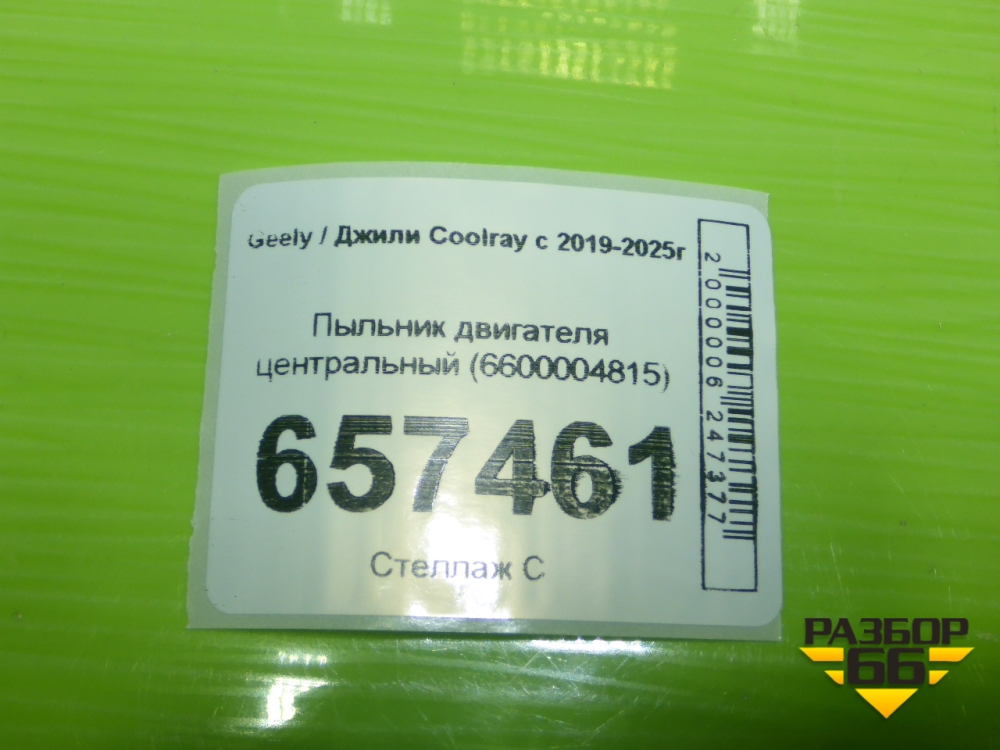 Geely / Джили Coolray с 2019-2025г
Пыльник двигателя
центральный (6600004815)
657461
Стеллаж С
2000006247377
РАЗБОР
66